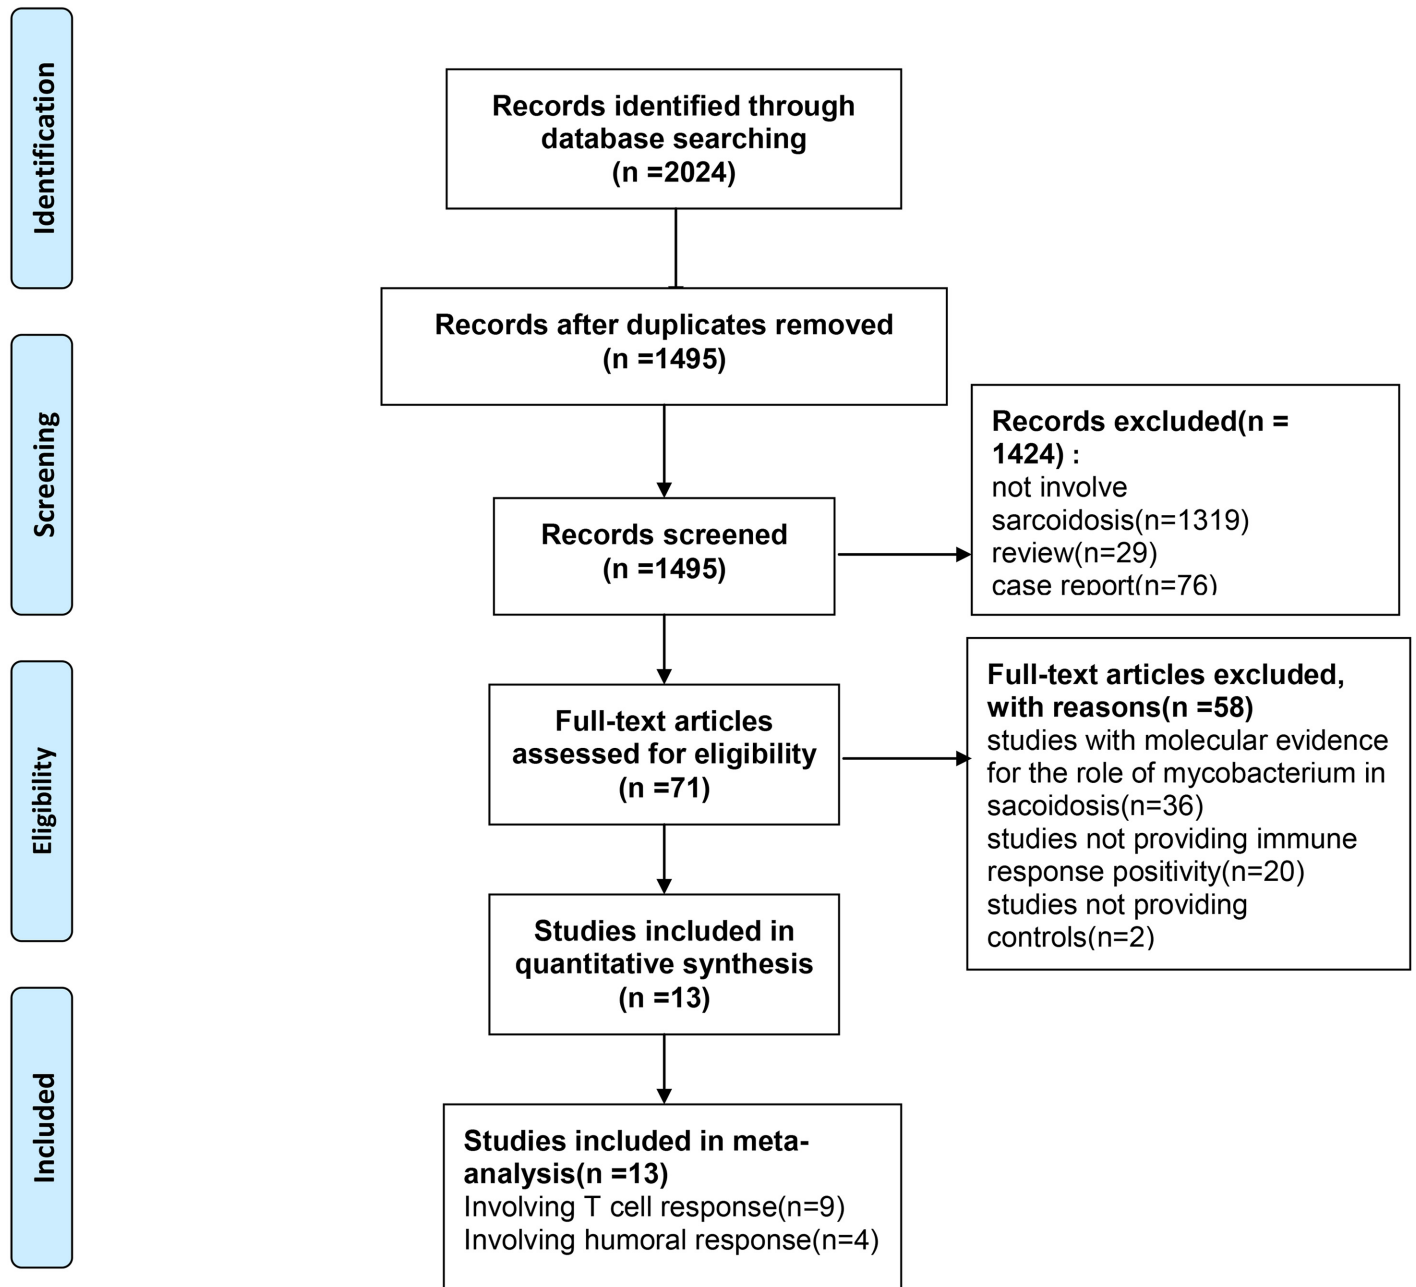 Identification
Records identified through
database searching
(n =2024)
Records after duplicates removed
(n =1495)
Screening
Records screened
(n =1495)
Records excluded(n =
1424) :
not involve
sarcoidosis(n=1319)
review(n=29)
case report(n=76)
Eligibility
Full-text articles
assessed for eligibility
(n =71)
Full-text articles excluded,
with reasons(n =58)
studies with molecular evidence
for the role of mycobacterium in
sacoidosis(n=36)
studies not providing immune
response positivity(n=20)
studies not providing
controls(n=2)
Studies included in
quantitative synthesis
(n =13)
Included
Studies included in meta-
analysis(n =13)
Involving T cell response(n=9)
Involving humoral response(n=4)